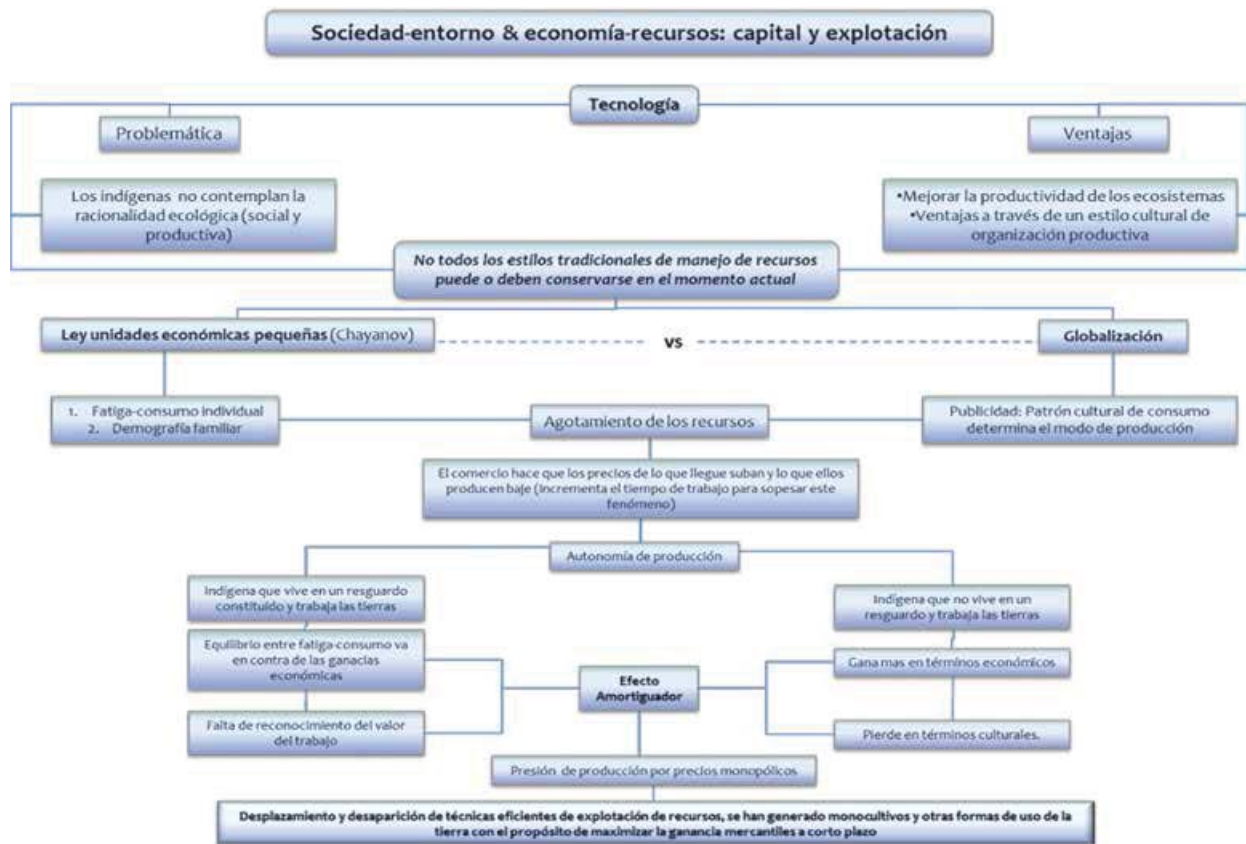 Sociedad-entorno & economía-recursos: capital y explotación
Tecnología
Problemática
Ventajas
Los indígenas no contemplan la
racionalidad ecológica (social y
productiva)
•Mejorar la productividad de los ecosistemas
•Ventajas a través de un estilo cultural de
organización productiva
No todos los estilos tradicionales de manejo de recursos
puede o deben conservarse en el momento actual
Ley unidades económicas pequeñas (Chayanov)
vs
Globalización
1. Fatiga-consumo individual
2. Demografía familiar
Agotamiento de los recursos
Publicidad: Patrón cultural de consumo
determina el modo de producción
El comercio hace que los precios de lo que llegue suban y lo que ellos
producen baje (Incrementa el tiempo de trabajo para sopesar este
fenómeno)
Autonomía de producción
Indígena que vive en un resguardo
constituido y trabaja las tierras
Indígena que no vive en un
resguardo y trabaja las tierras
Equilibrio entre fatiga-consumo va
en contra de las ganacias
económicas
Gana mas en términos económicos
Efecto
Amortiguador
Falta de reconocimiento del valor
del trabajo
Pierde en términos culturales.
Presión de producción por precios monopólicos
Desplazamiento y desaparición de técnicas eficientes de explotación de recursos, se han generado monocultivos y otras formas de uso de la
tierra con el propósito de maximizar la ganancia mercantiles a corto plazo